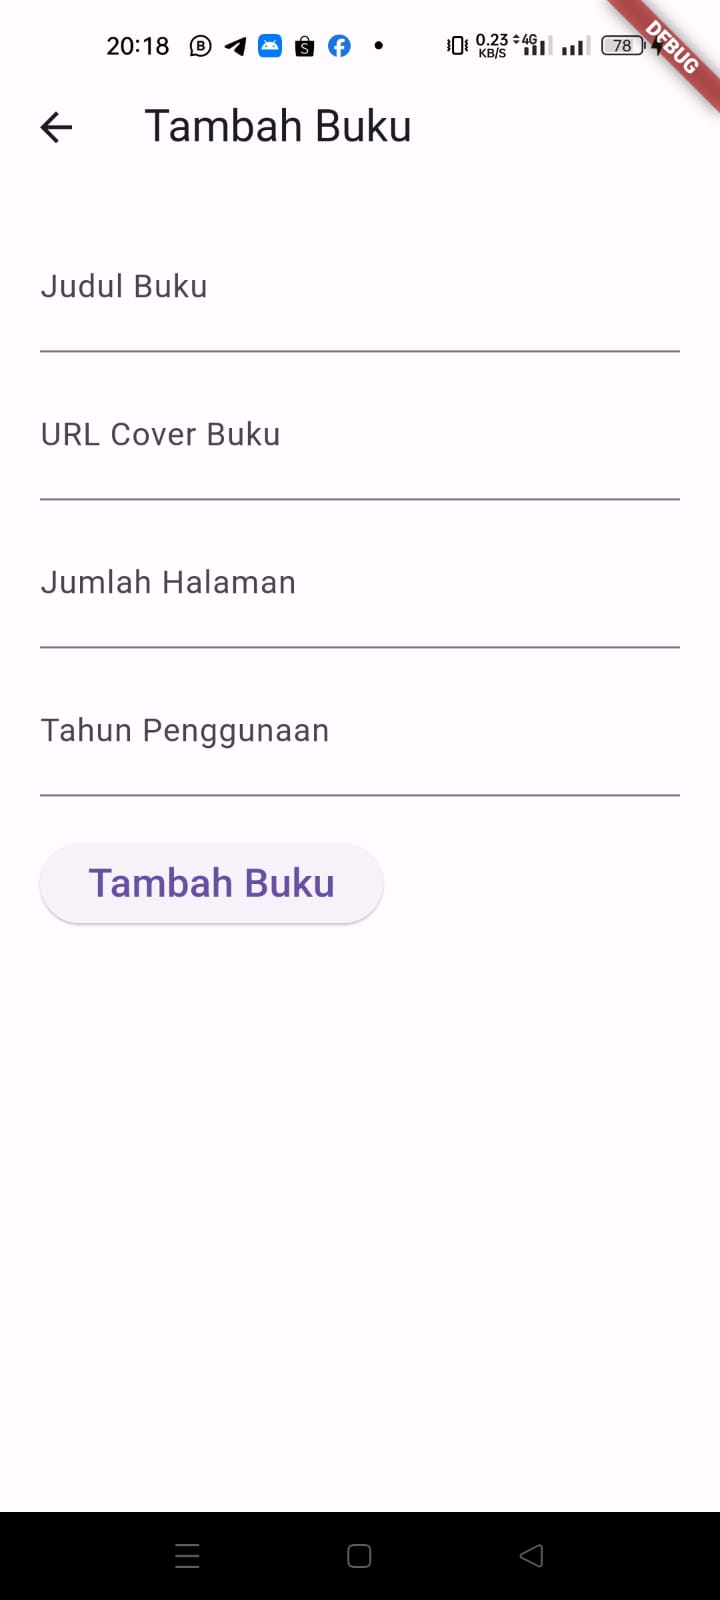 20:18 0.23 KB/S 4G 78
DEBUG
Tambah Buku
Judul Buku
URL Cover Buku
Jumlah Halaman
Tahun Penggunaan
Tambah Buku